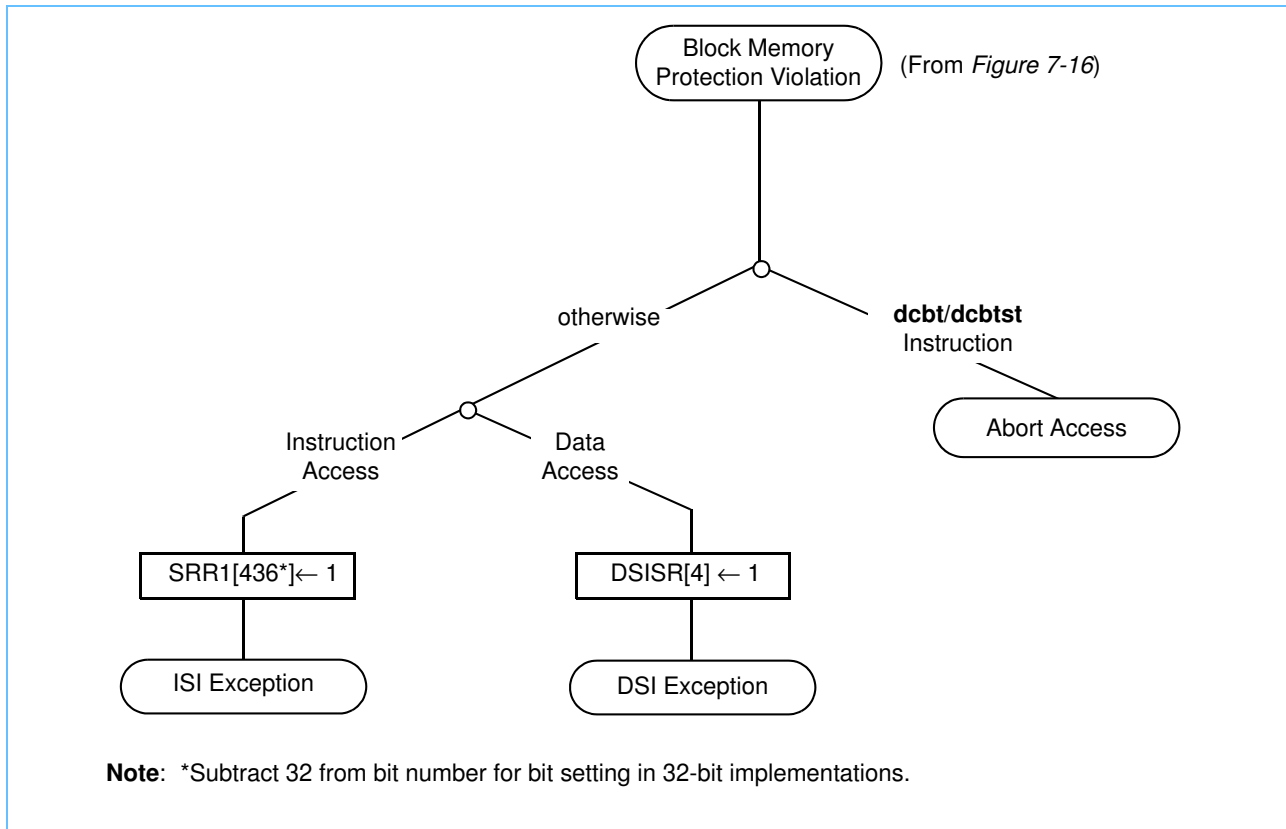 Block Memory
Protection Violation
(From Figure 7-16)
otherwise
dcbt/dcbtst
Instruction
Abort Access
Instruction
Access
Data
Access
SRR1[436*]← 1
DSISR[4] ← 1
ISI Exception
DSI Exception
Note: *Subtract 32 from bit number for bit setting in 32-bit implementations.